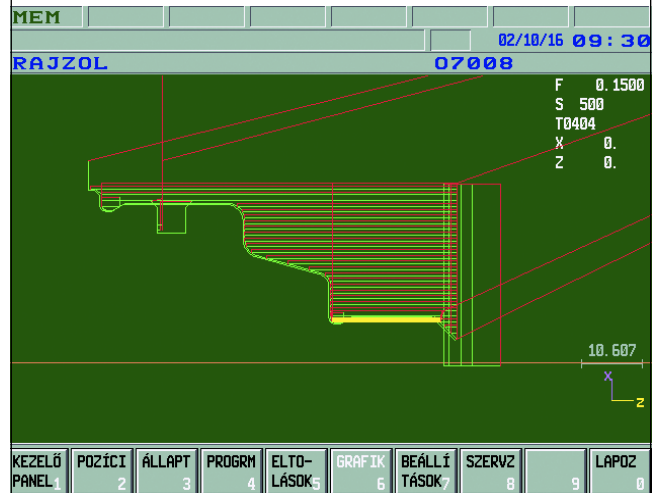 MEM
02/10/16 09:30
RAJZOL O7008
F 0.1500
S 500
T0404
X 0.
Z 0.
10.607
X
Z
KEZELŐ PANEL 1
POZÍCI 2
ÁLLAPT 3
PROGRM 4
ELTO- LÁSOK 5
GRAFIK 6
BEÁLLÍ TÁSOK 7
SZERVZ 8
9
LAPOZ 0